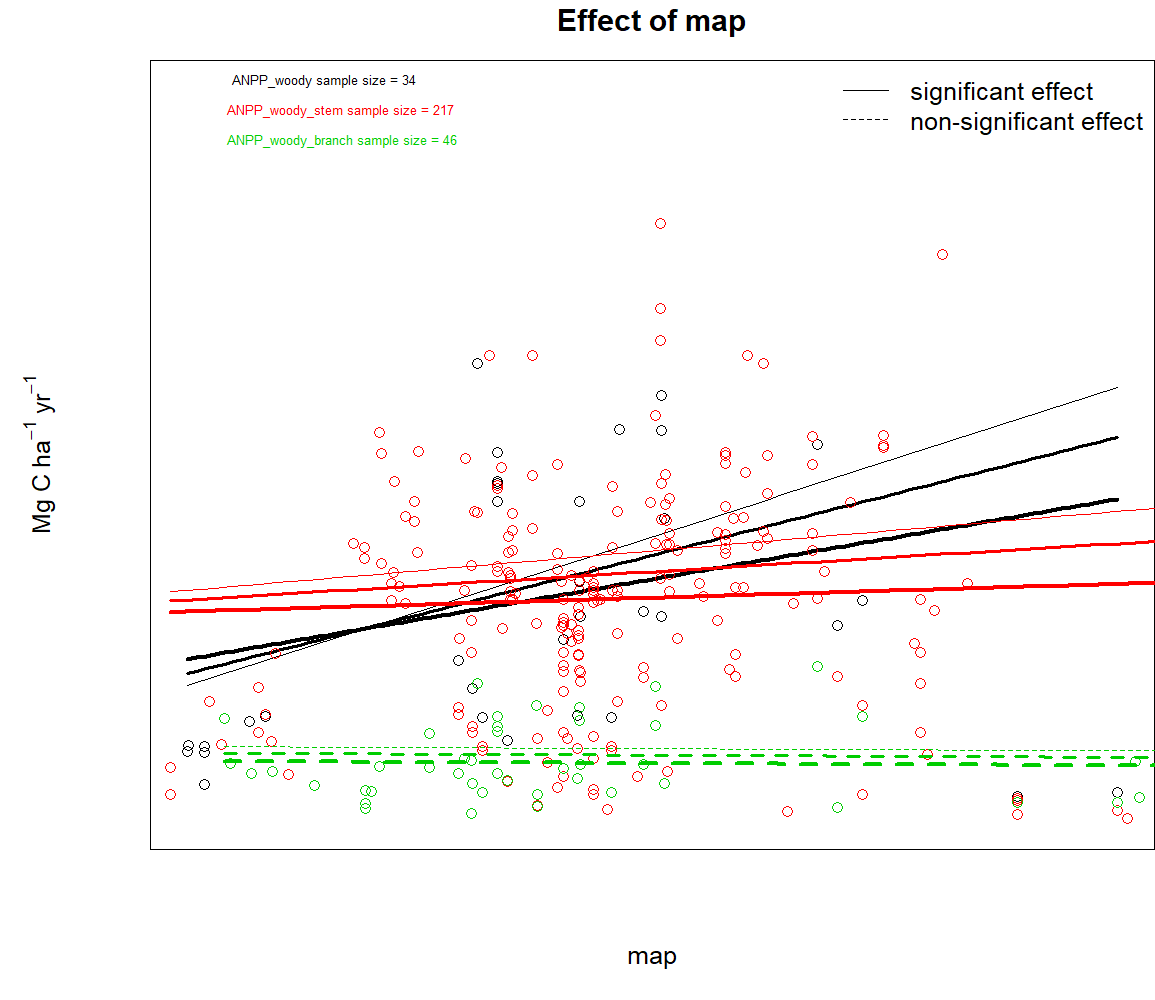 Effect of map
ANPP_woody sample size = 34
ANPP_woody_stem sample size = 217
ANPP_woody_branch sample size = 46
significant effect
non-significant effect
Mg C ha⁻¹ yr⁻¹
map